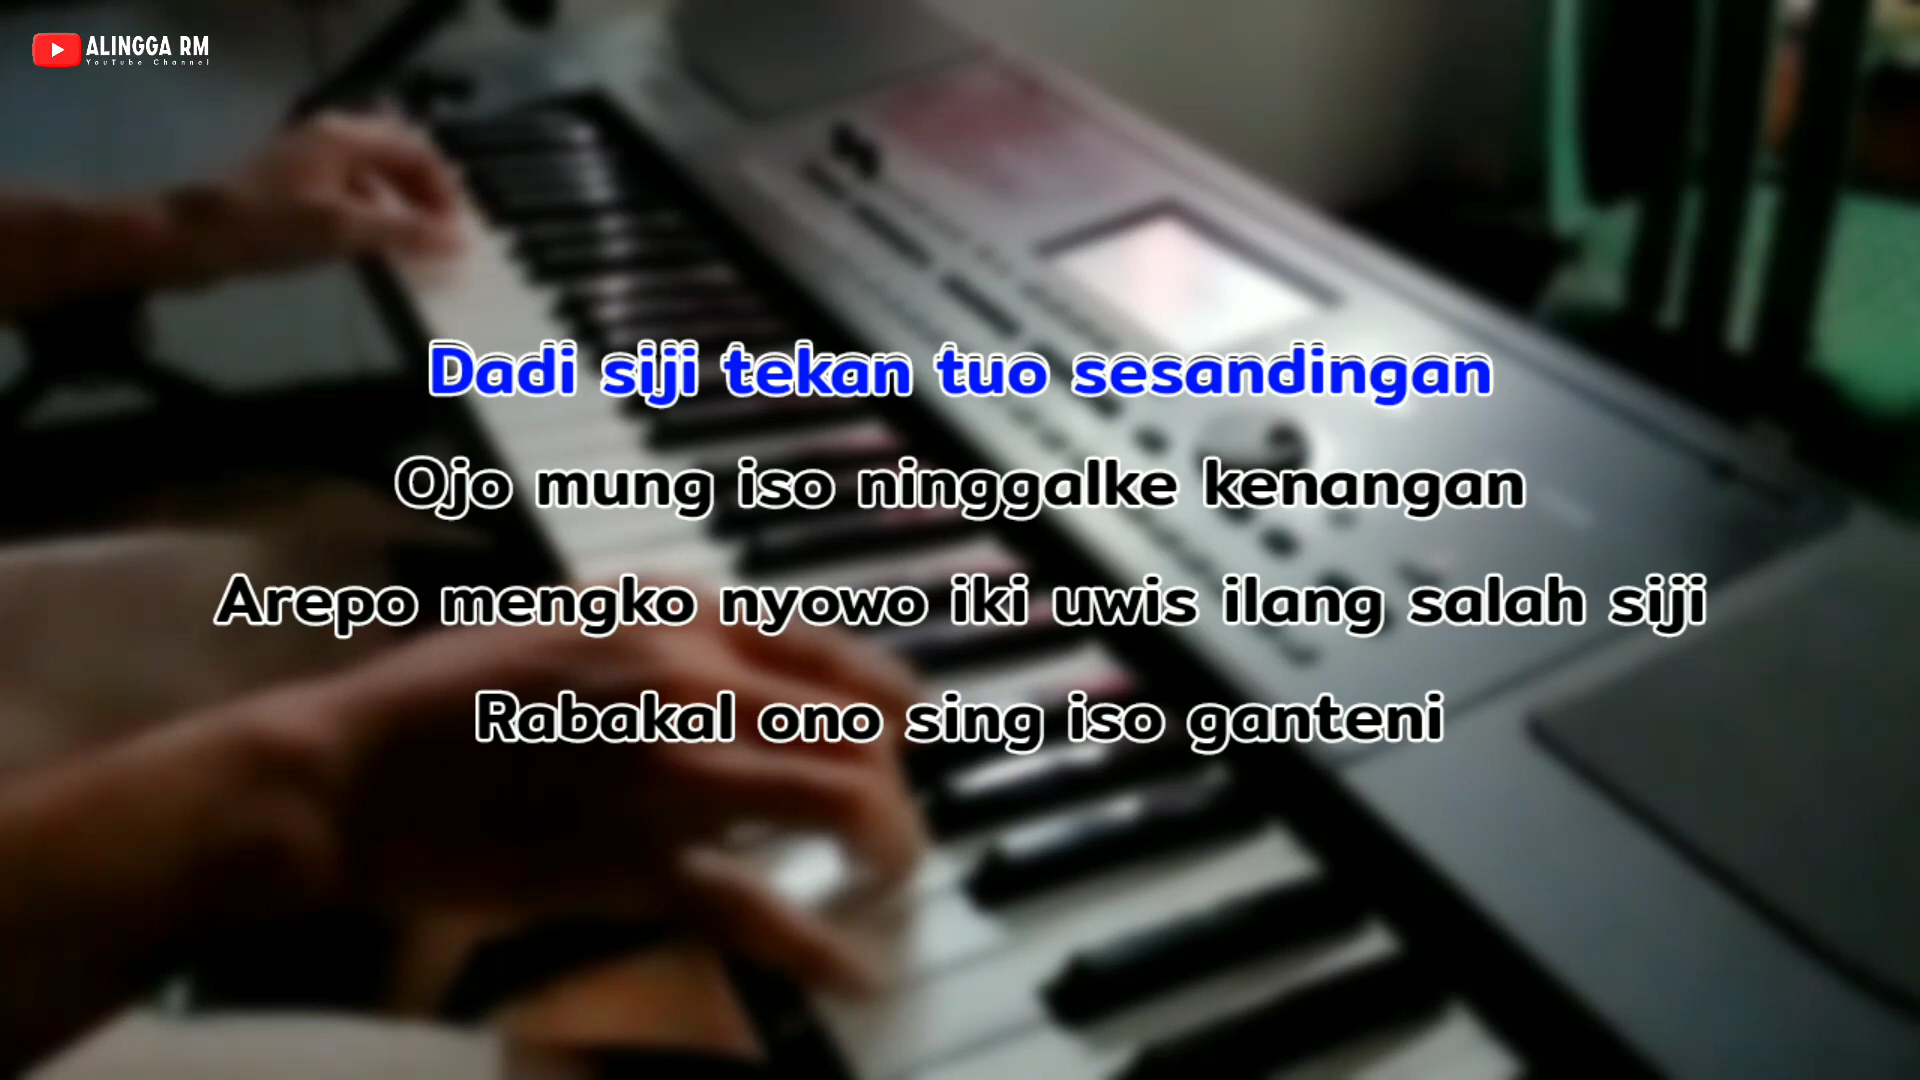 ALINGGA RM
YouTube Channel
Dadi siji tekan tuo sesandingan
Ojo mung iso ninggalke kenangan
Arepo mengko nyowo iki uwis ilang salah siji
Rabakal ono sing iso ganteni